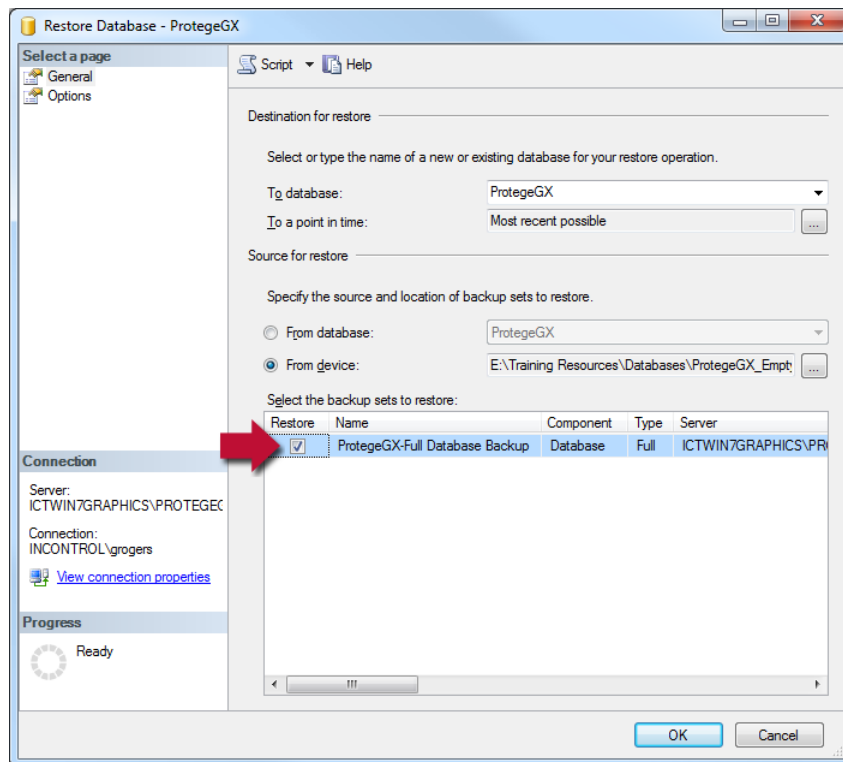 Restore Database - ProtegeGX
Select a page
General
Options
Script
Help
Destination for restore
Select or type the name of a new or existing database for your restore operation.
To database:
ProtegeGX
To a point in time:
Most recent possible
...
Source for restore
Specify the source and location of backup sets to restore.
From database:
ProtegeGX
From device:
E:\Training Resources\Databases\ProtegeGX_Empt
...
Select the backup sets to restore:
Restore Name Component Type Server
ProtegeGX-Full Database Backup Database Full ICTWIN7GRAPHICS\PR
Connection
Server:
ICTWIN7GRAPHICS\PROTEGEC
Connection:
INCONTROL\grogers
View connection properties
Progress
Ready
OK
Cancel